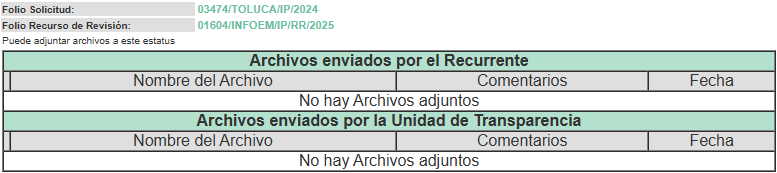 Folio Solicitud: 03474/TOLUCA/IP/2024
Folio Recurso de Revisión: 01604/INFOEM/IP/RR/2025
Puede adjuntar archivos a este estatus
Archivos enviados por el Recurrente
Nombre del Archivo Comentarios Fecha
No hay Archivos adjuntos
Archivos enviados por la Unidad de Transparencia
Nombre del Archivo Comentarios Fecha
No hay Archivos adjuntos